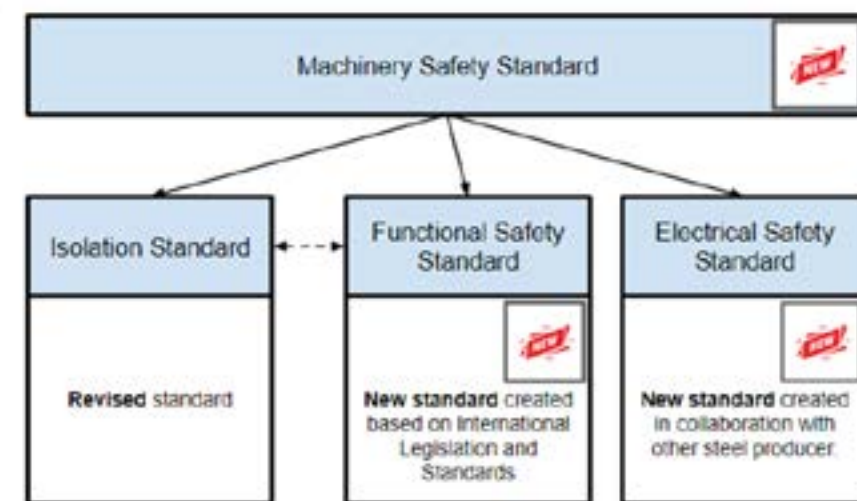 Machinery Safety Standard
NEW
Isolation Standard
Functional Safety
Standard
Electrical Safety
Standard
NEW
NEW
Revised standard
New standard created
based on International
Legislation and
Standards
New standard created
in collaboration with
other steel producer.